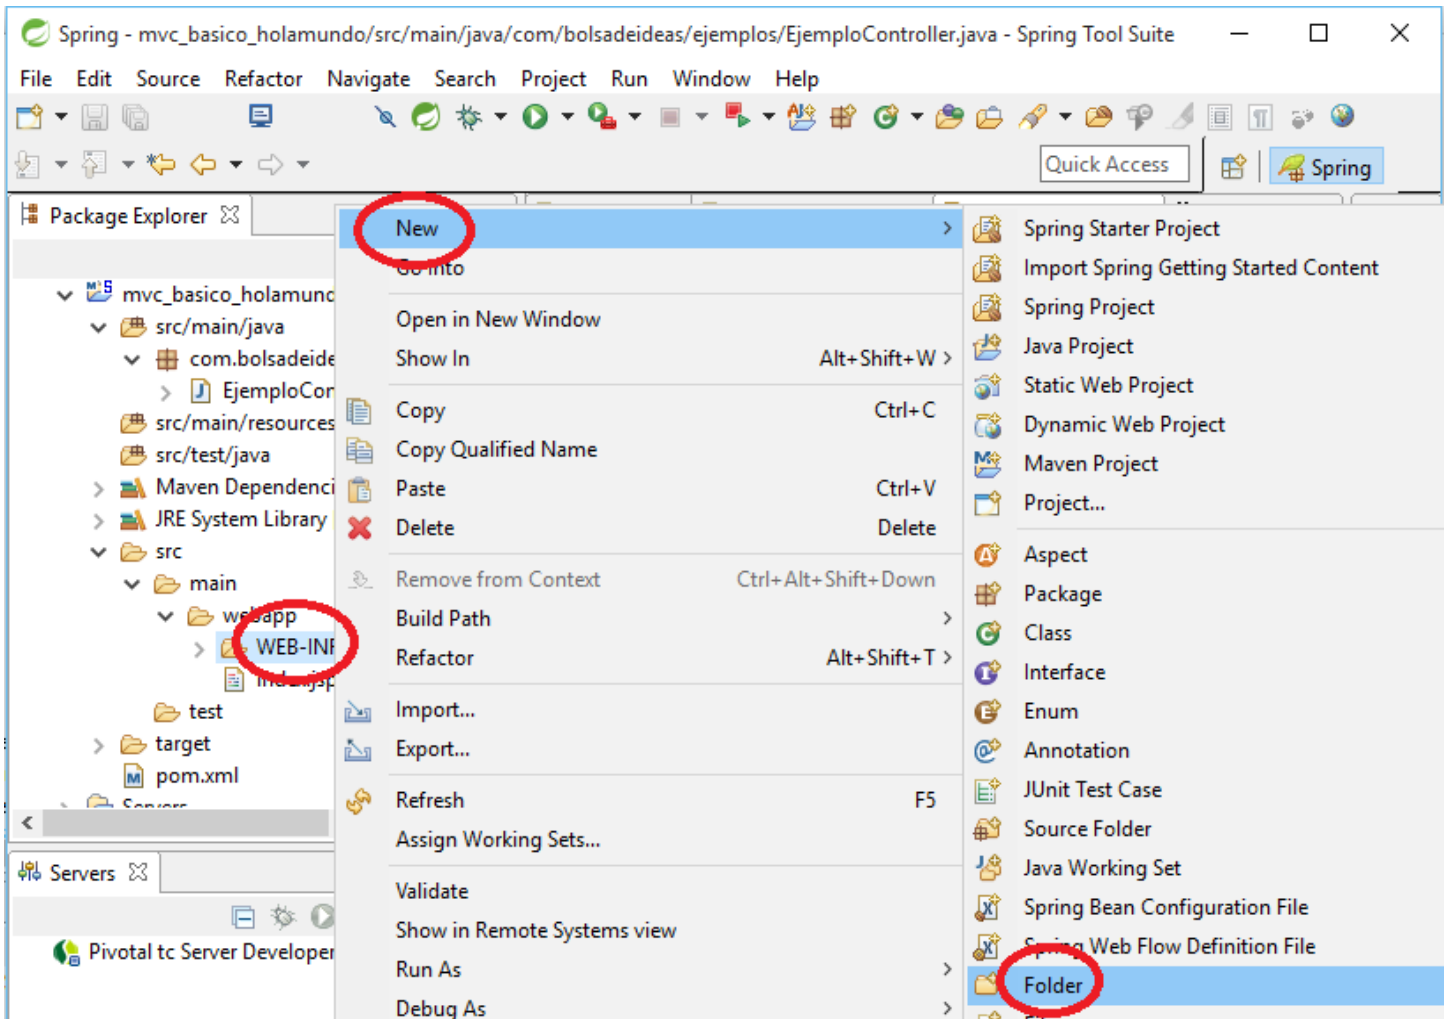 Spring - mvc_basico_holamundo/src/main/java/com/bolsadeideas/ejemplos/EjemploController.java - Spring Tool Suite
File Edit Source Refactor Navigate Search Project Run Window Help
Quick Access
Spring
Package Explorer
mvc_basico_holamund
src/main/java
com.bolsadeide
EjemploCor
src/main/resources
src/test/java
Maven Dependenci
JRE System Library
src
main
webapp
WEB-INF
index.jsp
test
target
pom.xml
Servers
Servers
Pivotal tc Server Developer
New
Go Into
Open in New Window
Show In Alt+Shift+W
Copy Ctrl+C
Copy Qualified Name
Paste Ctrl+V
Delete Delete
Remove from Context Ctrl+Alt+Shift+Down
Build Path
Refactor Alt+Shift+T
Import...
Export...
Refresh F5
Assign Working Sets...
Validate
Show in Remote Systems view
Run As
Debug As
Spring Starter Project
Import Spring Getting Started Content
Spring Project
Java Project
Static Web Project
Dynamic Web Project
Maven Project
Project...
Aspect
Package
Class
Interface
Enum
Annotation
JUnit Test Case
Source Folder
Java Working Set
Spring Bean Configuration File
Spring Web Flow Definition File
Folder